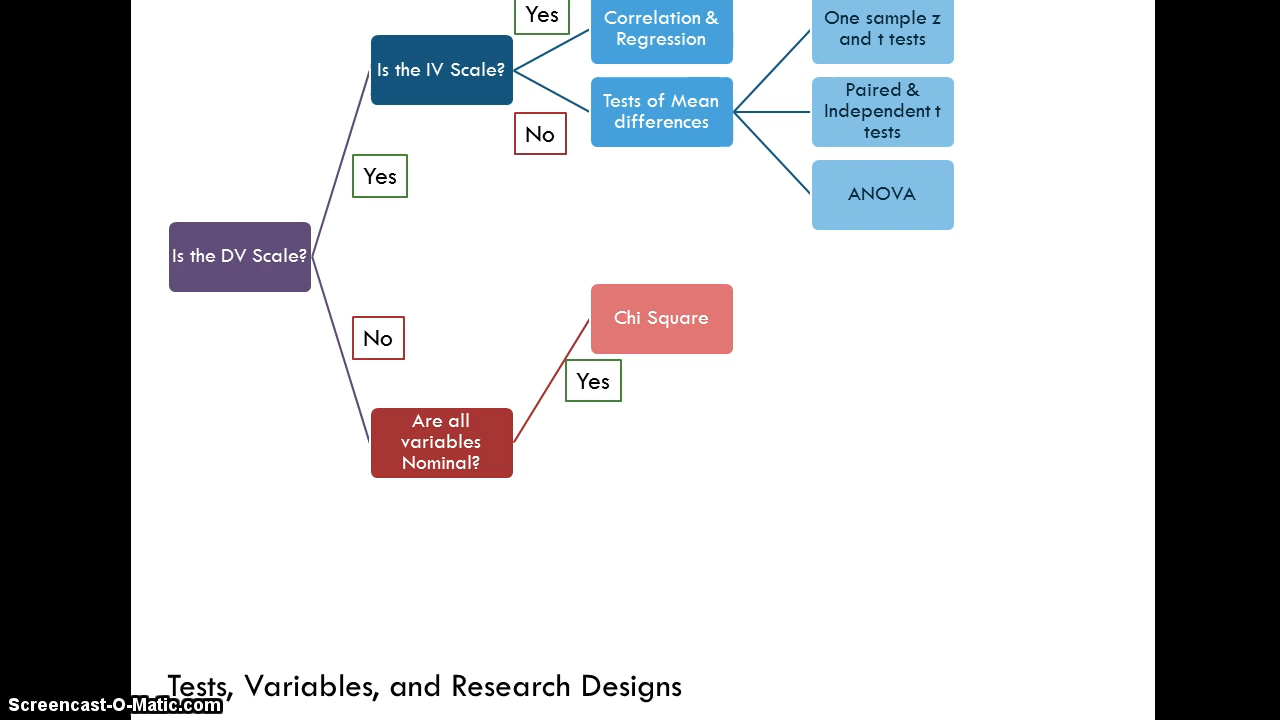 Yes
Correlation &
Regression
One sample z
and t tests
Is the IV Scale?
Tests of Mean
differences
Paired &
Independent t
tests
No
Yes
ANOVA
Is the DV Scale?
No
Chi Square
Yes
Are all
variables
Nominal?
Tests, Variables, and Research Designs
Screencast-O-Matic.com